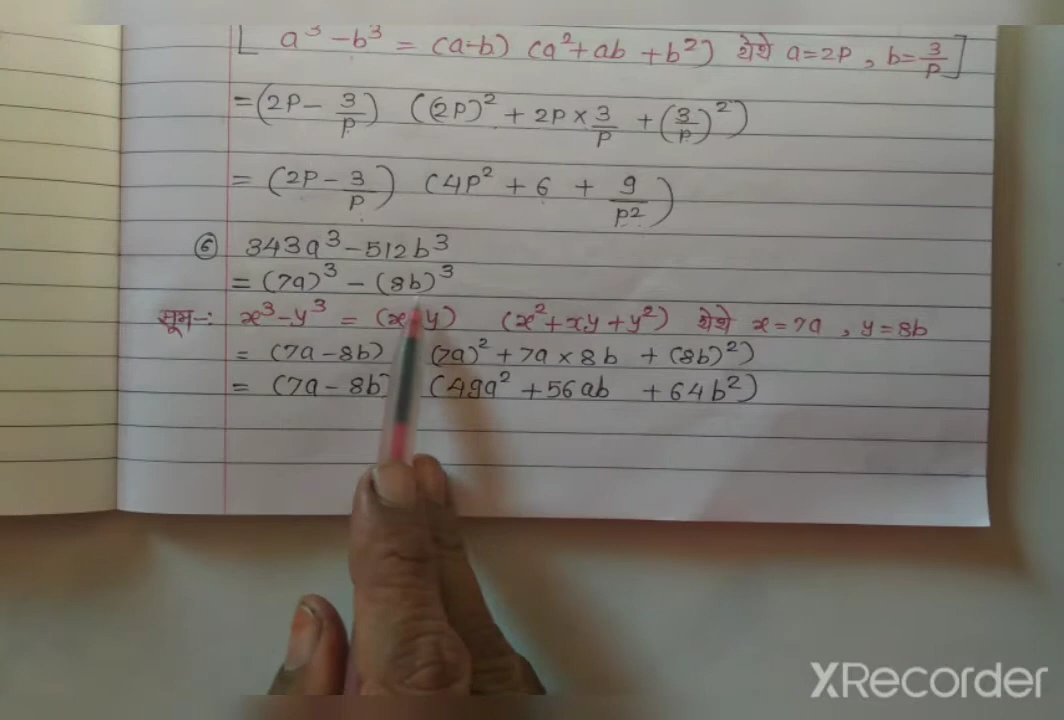 [ a³ - b³ = (a-b) (a² + ab + b²) येथे a = 2p, b = 3/p ]
= (2p - 3/p) ((2p)² + 2p × 3/p + (3/p)²)
= (2p - 3/p) (4p² + 6 + 9/p²)
⑥ 343a³ - 512b³
= (7a)³ - (8b)³
सूत्र -: x³ - y³ = (x - y) (x² + xy + y²) येथे x = 7a, y = 8b
= (7a - 8b) (7a)² + 7a × 8b + (8b)²)
= (7a - 8b) (49a² + 56ab + 64b²)
XRecorder